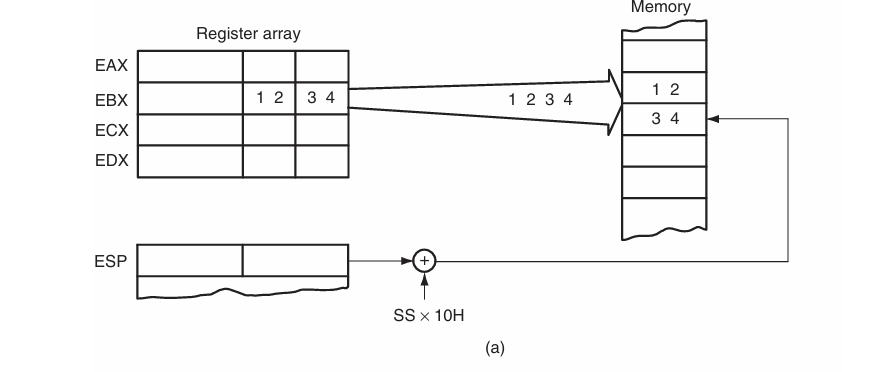 Memory
Register array
EAX
EBX 1 2 3 4
1 2 3 4
1 2
3 4
ECX
EDX
ESP
+
SS × 10H
(a)